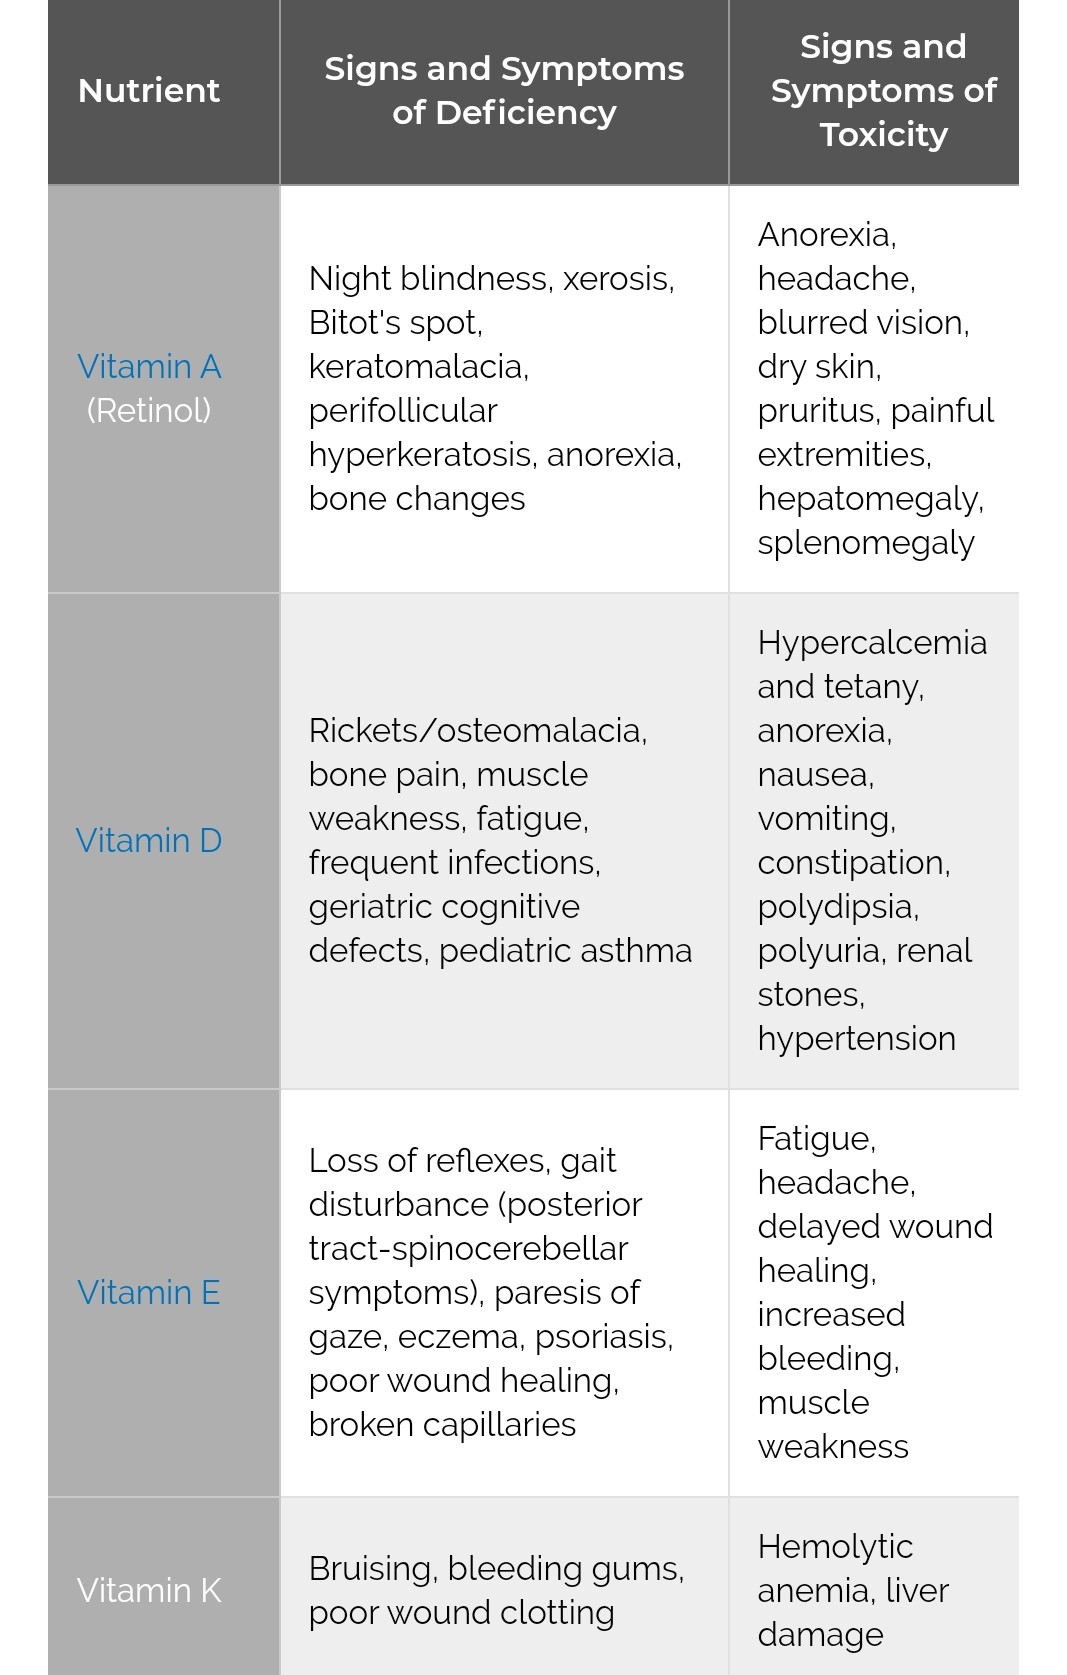 Nutrient
Signs and Symptoms
of Deficiency
Signs and
Symptoms of
Toxicity
Vitamin A
(Retinol)
Night blindness, xerosis,
Bitot's spot,
keratomalacia,
perifollicular
hyperkeratosis, anorexia,
bone changes
Anorexia,
headache,
blurred vision,
dry skin,
pruritus, painful
extremities,
hepatomegaly,
splenomegaly
Vitamin D
Rickets/osteomalacia,
bone pain, muscle
weakness, fatigue,
frequent infections,
geriatric cognitive
defects, pediatric asthma
Hypercalcemia
and tetany,
anorexia,
nausea,
vomiting,
constipation,
polydipsia,
polyuria, renal
stones,
hypertension
Vitamin E
Loss of reflexes, gait
disturbance (posterior
tract-spinocerebellar
symptoms), paresis of
gaze, eczema, psoriasis,
poor wound healing,
broken capillaries
Fatigue,
headache,
delayed wound
healing,
increased
bleeding,
muscle
weakness
Vitamin K
Bruising, bleeding gums,
poor wound clotting
Hemolytic
anemia, liver
damage